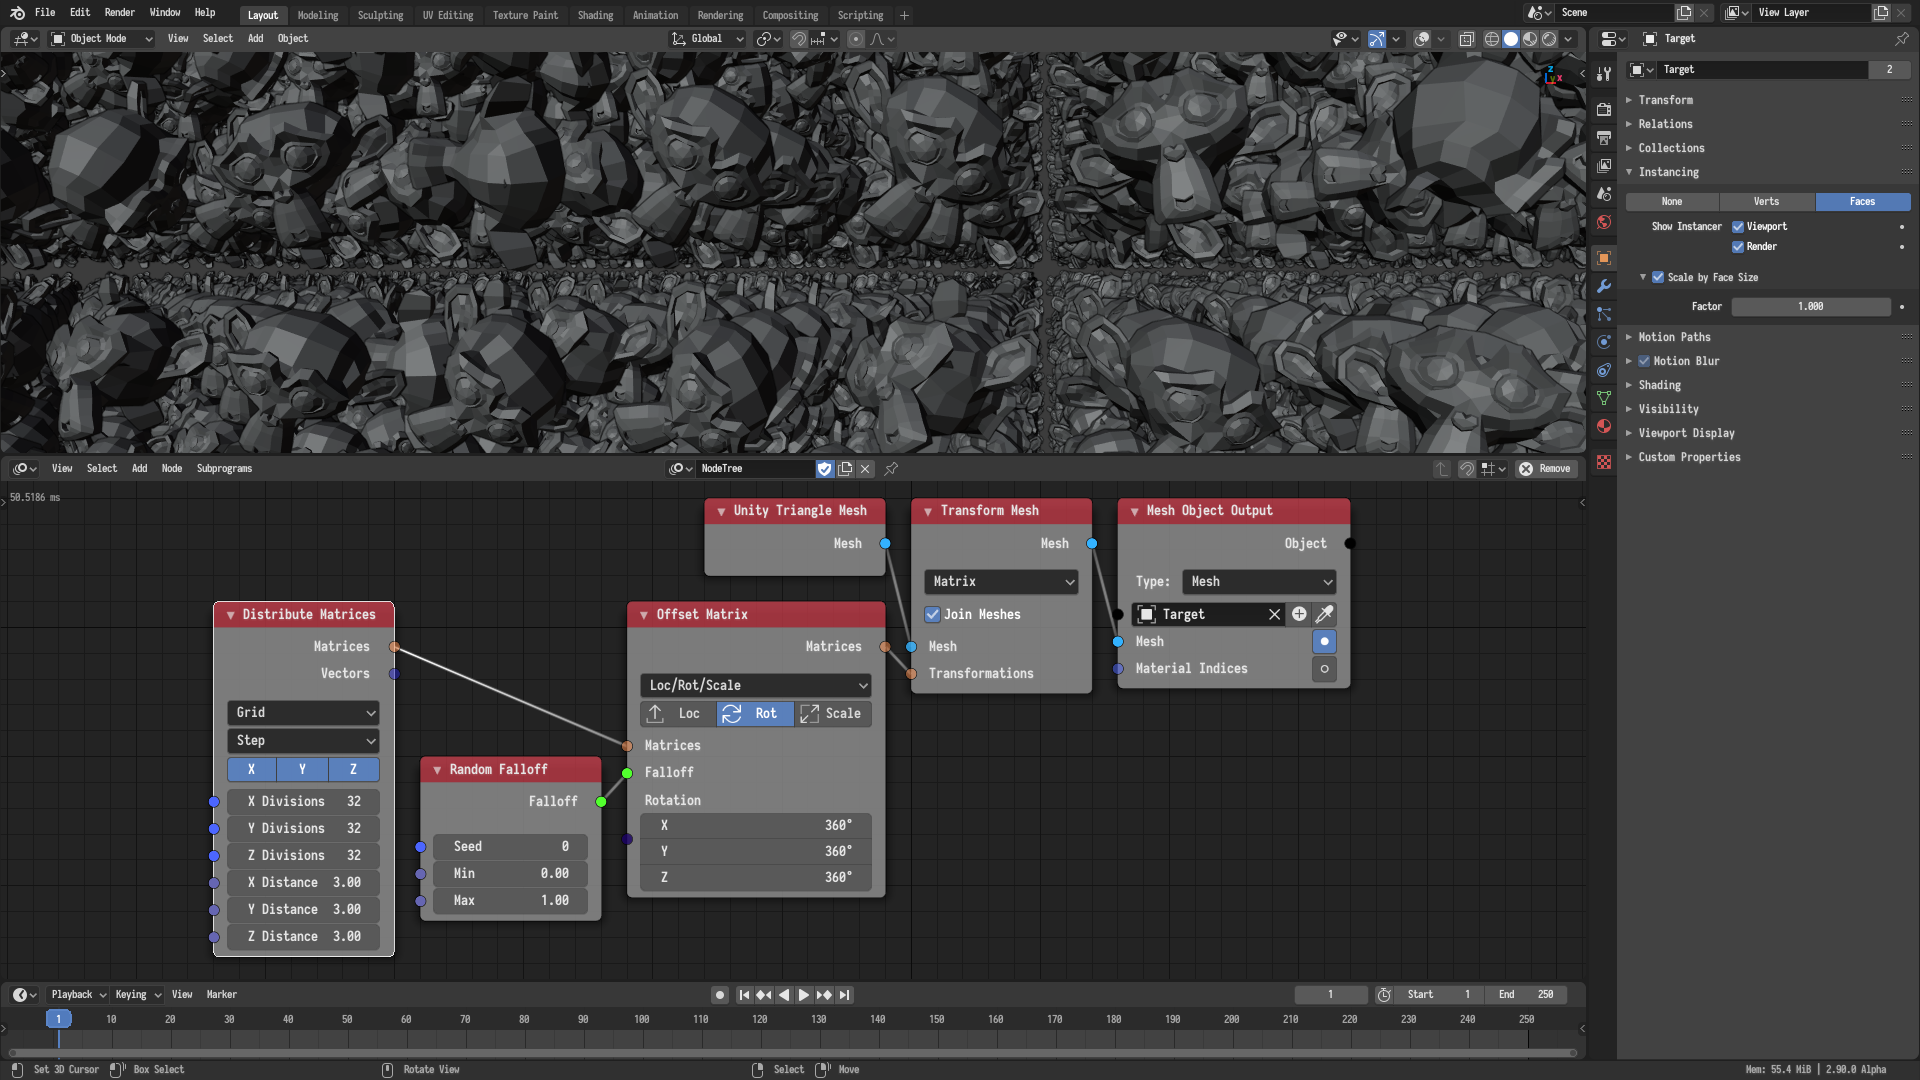 File Edit Render Window Help Layout Modeling Sculpting UV Editing Texture Paint Shading Animation Rendering Compositing Scripting Scene View Layer
Object Mode View Select Add Object Global
Target
Target 2
Transform
Relations
Collections
Instancing
None Verts Faces
Show Instancer Viewport
Render
Scale by Face Size
Factor 1.000
Motion Paths
Motion Blur
Shading
Visibility
Viewport Display
Custom Properties
Z
Y X
View Select Add Node Subprograms NodeTree Remove
50.5186 ms
Unity Triangle Mesh
Mesh
Transform Mesh
Mesh
Matrix
Join Meshes
Mesh
Transformations
Mesh Object Output
Object
Type: Mesh
Target
Mesh
Material Indices
Distribute Matrices
Matrices
Vectors
Grid
Step
X Y Z
X Divisions 32
Y Divisions 32
Z Divisions 32
X Distance 3.00
Y Distance 3.00
Z Distance 3.00
Random Falloff
Falloff
Seed 0
Min 0.00
Max 1.00
Offset Matrix
Matrices
Loc/Rot/Scale
Loc Rot Scale
Matrices
Falloff
Rotation
X 360°
Y 360°
Z 360°
Playback Keying View Marker 1 Start 1 End 250
1 10 20 30 40 50 60 70 80 90 100 110 120 130 140 150 160 170 180 190 200 210 220 230 240 250
Set 3D Cursor Box Select Rotate View Select Move Mem: 55.4 MiB | 2.90.0 Alpha